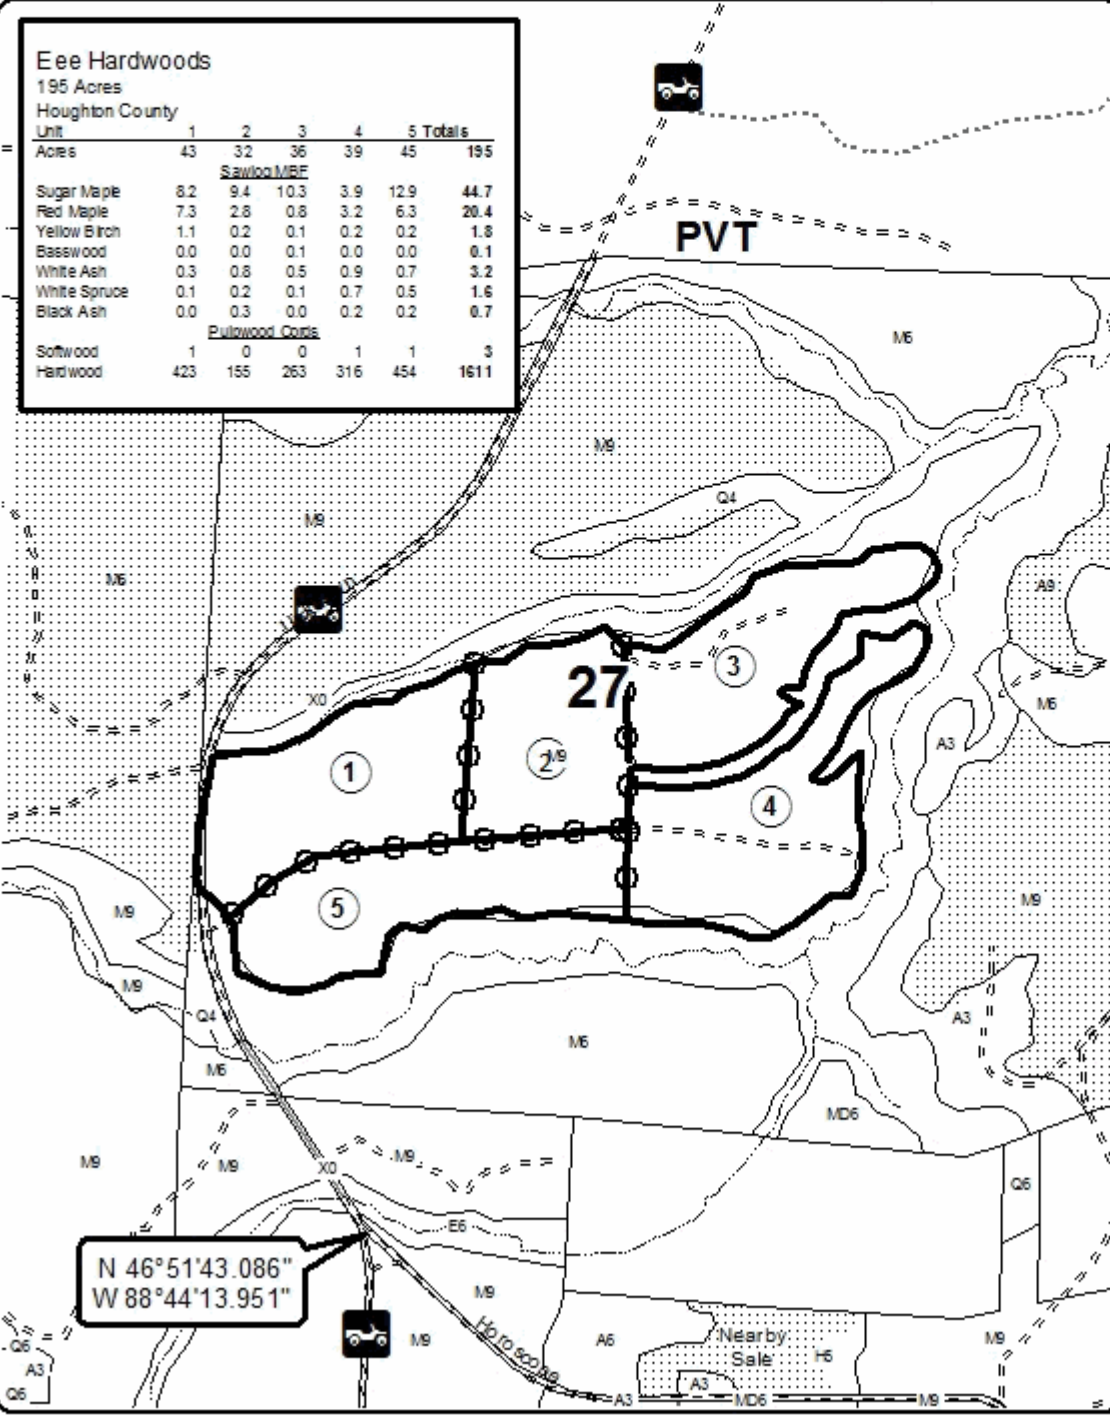 Eee Hardwoods
195 Acres
Houghton County
Unit 1 2 3 4 5 Totals
Acres 43 32 36 39 45 195
Sawlog MBF
Sugar Maple 8.2 9.4 10.3 3.9 12.9 44.7
Red Maple 7.3 2.8 0.8 3.2 6.3 20.4
Yellow Birch 1.1 0.2 0.1 0.2 0.2 1.8
Basswood 0.0 0.0 0.1 0.0 0.0 0.1
White Ash 0.3 0.8 0.5 0.9 0.7 3.2
White Spruce 0.1 0.2 0.1 0.7 0.5 1.6
Black Ash 0.0 0.3 0.0 0.2 0.2 0.7
Pulpwood Cords
Softwood 1 0 0 1 1 3
Hardwood 423 155 263 316 454 1611
PVT
M6
M9
Q4
M9
M6
A9
27
3
X0
M6
A3
1
2
M9
4
M9
5
M9
M9
Q4
A3
M6
M6
MD6
M9
M9
M9
X0
Q6
E6
N 46°51'43.086"
W 88°44'13.951"
M9
M9
A6
Nearby
Sale
H6
M9
Q6
A3
Q6
A3
A3
MD6
M9